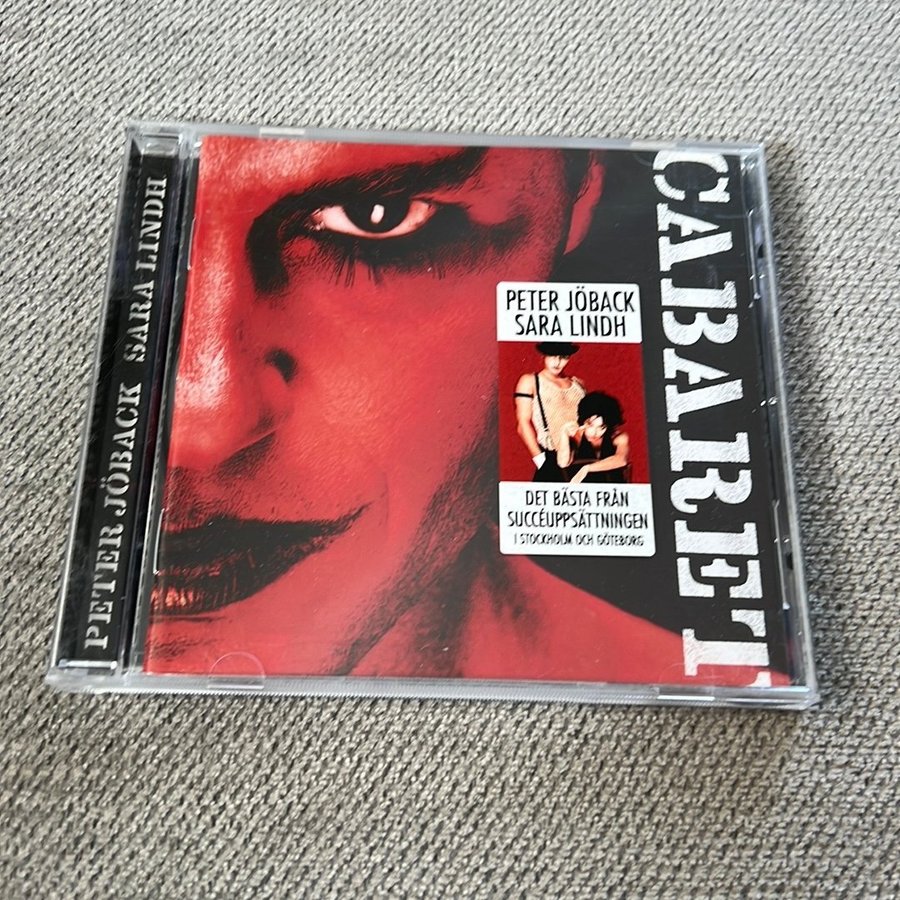 PETER JÖBACK SARA LINDH
CABARET
PETER JÖBACK
SARA LINDH
DET BÄSTA FRÅN
SUCCÉUPPSÄTTNINGEN
I STOCKHOLM OCH GÖTEBORG